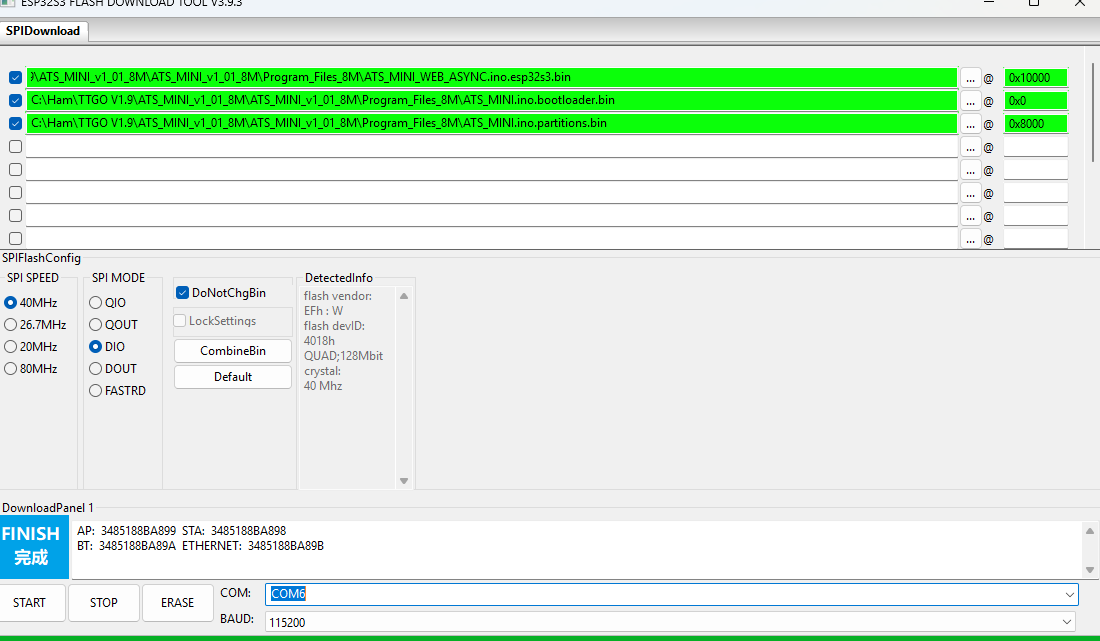 ESP32S3 FLASH DOWNLOAD TOOL V3.9.3
SPIDownload
\ATS_MINI_v1_01_8M\ATS_MINI_v1_01_8M\Program_Files_8M\ATS_MINI_WEB_ASYNC.ino.esp32s3.bin ... @ 0x10000
C:\Ham\TTGO V1.9\ATS_MINI_v1_01_8M\ATS_MINI_v1_01_8M\Program_Files_8M\ATS_MINI.ino.bootloader.bin ... @ 0x0
C:\Ham\TTGO V1.9\ATS_MINI_v1_01_8M\ATS_MINI_v1_01_8M\Program_Files_8M\ATS_MINI.ino.partitions.bin ... @ 0x8000
... @
... @
... @
... @
... @
SPIFlashConfig
SPI SPEED
40MHz
26.7MHz
20MHz
80MHz
SPI MODE
QIO
QOUT
DIO
DOUT
FASTRD
DoNotChgBin
LockSettings
CombineBin
Default
DetectedInfo
flash vendor:
EFh : W
flash devID:
4018h
QUAD;128Mbit
crystal:
40 Mhz
DownloadPanel 1
FINISH
完成
AP: 3485188BA899 STA: 3485188BA898
BT: 3485188BA89A ETHERNET: 3485188BA89B
START
STOP
ERASE
COM: COM6
BAUD: 115200